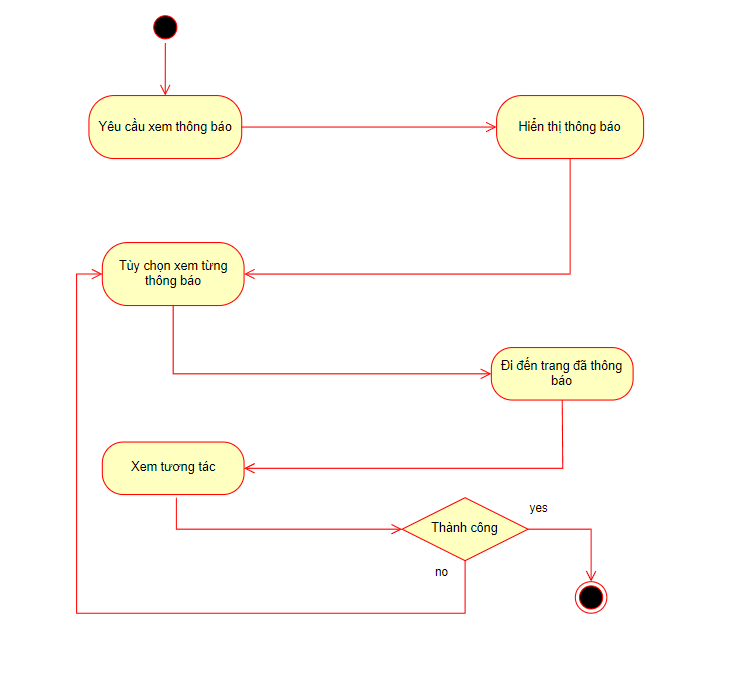 Yêu cầu xem thông báo
Hiển thị thông báo
Tùy chọn xem từng
thông báo
Đi đến trang đã thông
báo
Xem tương tác
Thành công
yes
no